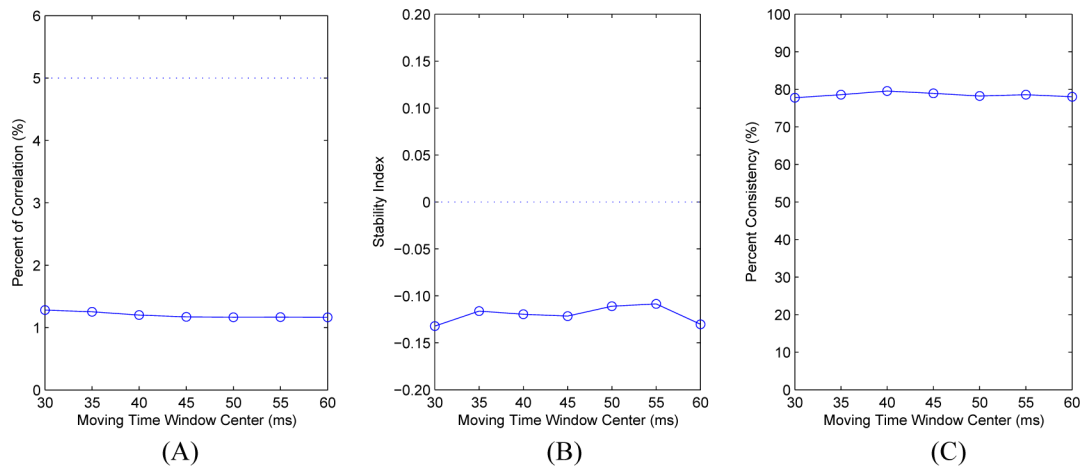 6
5
4
3
2
1
0
Percent of Correlation (%)
30 35 40 45 50 55 60
Moving Time Window Center (ms)
(A)
0.20
0.15
0.10
0.05
0
−0.05
−0.10
−0.15
−0.20
Stability Index
30 35 40 45 50 55 60
Moving Time Window Center (ms)
(B)
100
90
80
70
60
50
40
30
20
10
0
Percent Consistency (%)
30 35 40 45 50 55 60
Moving Time Window Center (ms)
(C)